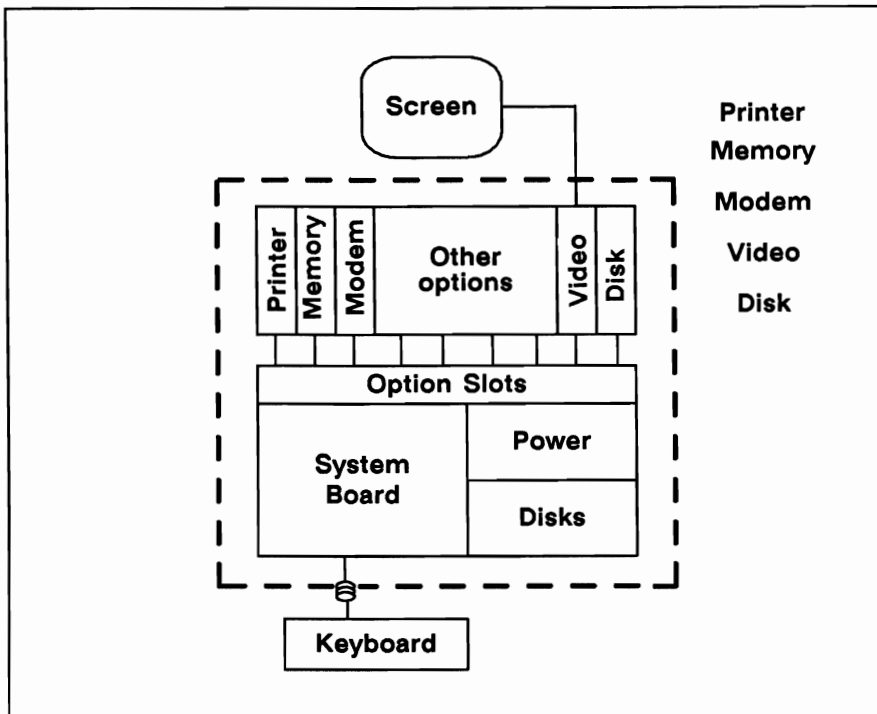 Screen
Printer
Memory
Modem
Video
Disk
Printer
Memory
Modem
Other
options
Video
Disk
Option Slots
System
Board
Power
Disks
Keyboard